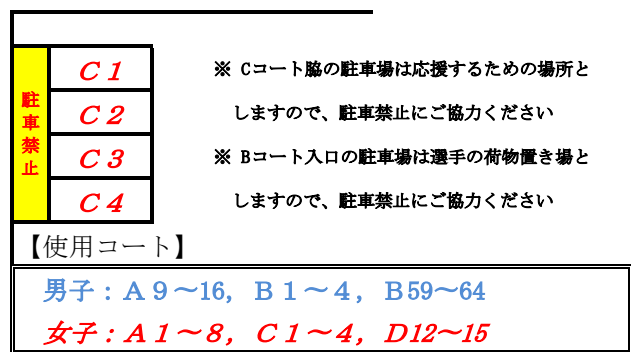 駐車禁止
Ｃ１
Ｃ２
Ｃ３
Ｃ４
※ Cコート脇の駐車場は応援するための場所と
しますので、駐車禁止にご協力ください
※ Bコート入口の駐車場は選手の荷物置き場と
しますので、駐車禁止にご協力ください
【使用コート】
男子：Ａ９～16, Ｂ１～４, Ｂ59～64
女子：Ａ１～８, Ｃ１～４, Ｄ12～15